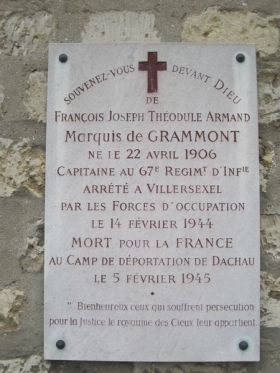 SOUVENEZ-VOUS DEVANT DIEU
DE
FRANÇOIS JOSEPH THÉODULE ARMAND
MARQUIS DE GRAMMONT
NÉ LE 22 AVRIL 1906
CAPITAINE AU 67E REGIMT D'INFIE
ARRÊTÉ A VILLERSEXEL
PAR LES FORCES D'OCCUPATION
LE 14 FÉVRIER 1944
MORT POUR LA FRANCE
AU CAMP DE DÉPORTATION DE DACHAU
LE 5 FÉVRIER 1945
" Bienheureux ceux qui souffrent persecution
pour la Justice le royaume des Cieux leur appartient